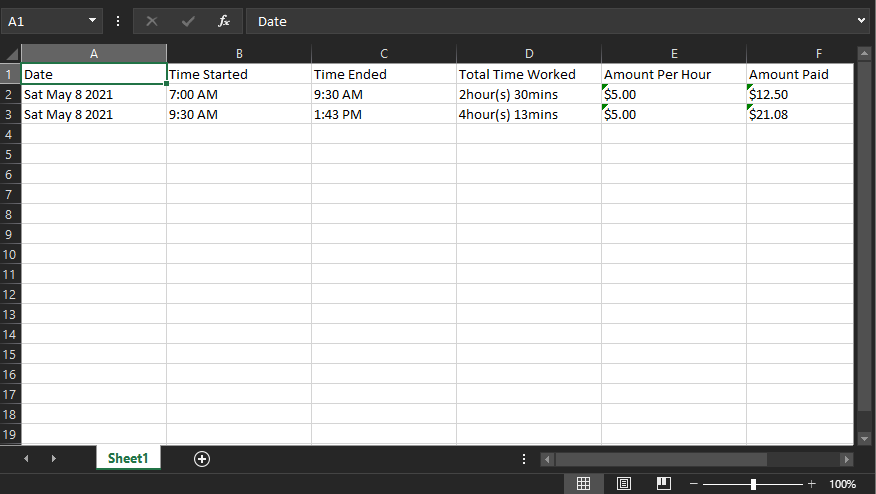 A1 fx Date
A B C D E F
1 Date Time Started Time Ended Total Time Worked Amount Per Hour Amount Paid
2 Sat May 8 2021 7:00 AM 9:30 AM 2hour(s) 30mins $5.00 $12.50
3 Sat May 8 2021 9:30 AM 1:43 PM 4hour(s) 13mins $5.00 $21.08
4
5
6
7
8
9
10
11
12
13
14
15
16
17
18
19
Sheet1
100%